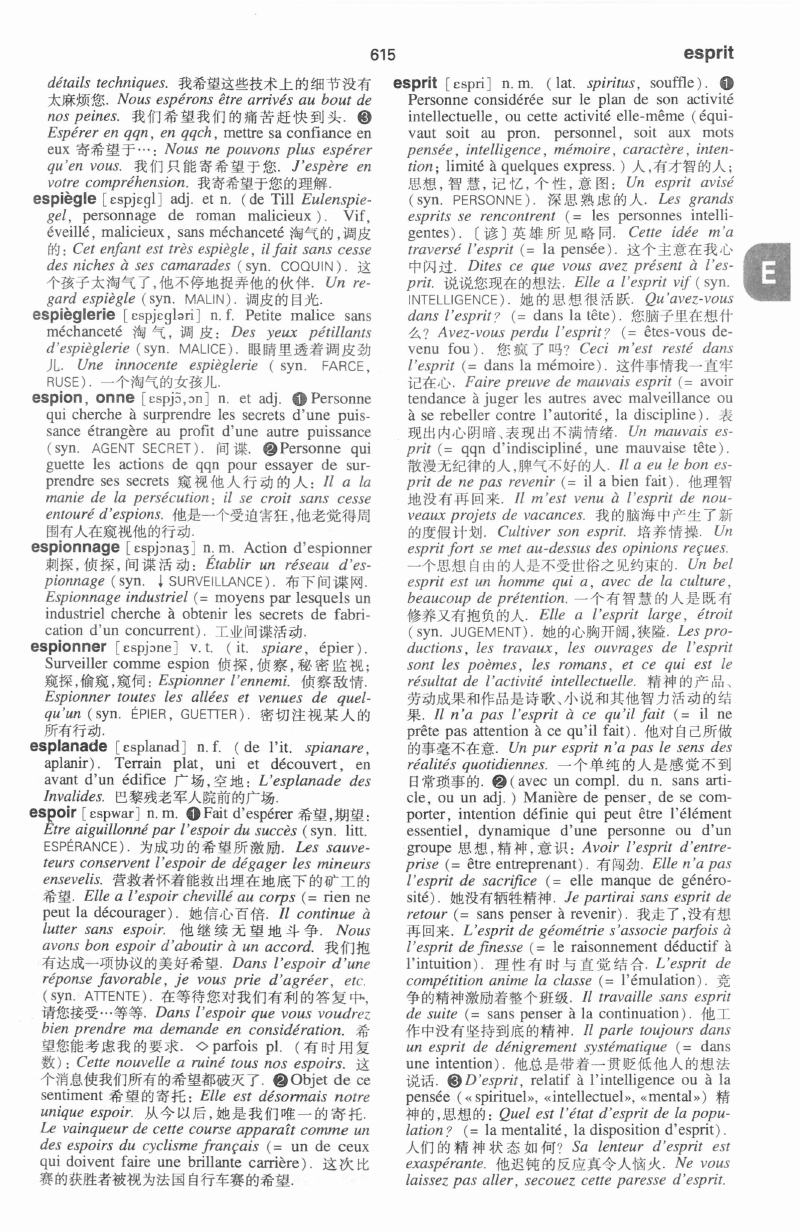 615
esprit
détails techniques. 我希望这些技术上的细节没有
太麻烦您. Nous espérons être arrivés au bout de
nos peines. 我们希望我们的痛苦赶快到头. ❸
Espérer en qqn, en qqch, mettre sa confiance en
eux 寄希望于…: Nous ne pouvons plus espérer
qu'en vous. 我们只能寄希望于您. J'espère en
votre compréhension. 我寄希望于您的理解.
espiègle [ɛspjɛgl] adj. et n. (de Till Eulenspie-
gel, personnage de roman malicieux). Vif,
éveillé, malicieux, sans méchanceté 淘气的,调皮
的: Cet enfant est très espiègle, il fait sans cesse
des niches à ses camarades (syn. COQUIN). 这
个孩子太淘气了,他不停地捉弄他的伙伴. Un re-
gard espiègle (syn. MALIN). 调皮的目光.
espièglerie [ɛspjɛgləri] n.f. Petite malice sans
méchanceté 淘气, 调皮: Des yeux pétillants
d'espièglerie (syn. MALICE). 眼睛里透着调皮劲
儿. Une innocente espièglerie (syn. FARCE,
RUSE). 一个淘气的女孩儿.
espion, onne [ɛspjɔ̃,ɔn] n. et adj. ❶Personne
qui cherche à surprendre les secrets d'une puis-
sance étrangère au profit d'une autre puissance
(syn. AGENT SECRET). 间谍. ❷Personne qui
guette les actions de qqn pour essayer de sur-
prendre ses secrets 窥视他人行动的人: Il a la
manie de la persécution; il se croit sans cesse
entouré d'espions. 他是一个受迫害狂,他老觉得周
围有人在窥视他的行动.
espionnage [ɛspjɔnaʒ] n.m. Action d'espionner
刺探,侦探,间谍活动: Établir un réseau d'es-
pionnage (syn. ↓SURVEILLANCE). 布下间谍网.
Espionnage industriel (= moyens par lesquels un
industriel cherche à obtenir les secrets de fabri-
cation d'un concurrent). 工业间谍活动.
espionner [ɛspjɔne] v.t. (it. spiare, épier).
Surveiller comme espion 侦探,侦察,秘密监视;
窥探,偷窥,窥伺: Espionner l'ennemi. 侦察敌情.
Espionner toutes les allées et venues de quel-
qu'un (syn. ÉPIER, GUETTER). 密切注视某人的
所有行动.
esplanade [ɛsplanad] n.f. (de l'it. spianare,
aplanir). Terrain plat, uni et découvert, en
avant d'un édifice 广场,空地: L'esplanade des
Invalides. 巴黎残老军人院前的广场.
espoir [ɛspwar] n.m. ❶Fait d'espérer 希望,期望:
Être aiguillonné par l'espoir du succès (syn. litt.
ESPÉRANCE). 为成功的希望所激励. Les sauve-
teurs conservent l'espoir de dégager les mineurs
ensevelis. 营救者怀着能救出埋在地底下的矿工的
希望. Elle a l'espoir chevillé au corps (= rien ne
peut la décourager). 她信心百倍. Il continue à
lutter sans espoir. 他继续无望地斗争. Nous
avons bon espoir d'aboutir à un accord. 我们抱
有达成一项协议的美好希望. Dans l'espoir d'une
réponse favorable, je vous prie d'agréer, etc.
(syn. ATTENTE). 在等待您对我们有利的答复中,
请您接受…等等. Dans l'espoir que vous voudrez
bien prendre ma demande en considération. 希
望您能考虑我的要求. ◇parfois pl. (有时用复
数): Cette nouvelle a ruiné tous nos espoirs. 这
个消息使我们所有的希望都破灭了. ❷Objet de ce
sentiment 希望的寄托: Elle est désormais notre
unique espoir. 从今以后,她是我们唯一的寄托.
Le vainqueur de cette course apparaît comme un
des espoirs du cyclisme français (= un de ceux
qui doivent faire une brillante carrière). 这次比
赛的获胜者被视为法国自行车赛的希望.
esprit [ɛspri] n.m. (lat. spiritus, souffle). ❶
Personne considérée sur le plan de son activité
intellectuelle, ou cette activité elle-même (équi-
vaut soit au pron. personnel, soit aux mots
pensée, intelligence, mémoire, caractère, inten-
tion; limité à quelques express.) 人,有才智的人;
思想,智慧,记忆,个性,意图: Un esprit avisé
(syn. PERSONNE). 深思熟虑的人. Les grands
esprits se rencontrent (= les personnes intelli-
gentes). 〔谚〕英雄所见略同. Cette idée m'a
traversé l'esprit (= la pensée). 这个主意在我心
中闪过. Dites ce que vous avez présent à l'es-
prit. 说说您现在的想法. Elle a l'esprit vif (syn.
INTELLIGENCE). 她的思想很活跃. Qu'avez-vous
dans l'esprit? (= dans la tête). 您脑子里在想什
么? Avez-vous perdu l'esprit? (= êtes-vous de-
venu fou). 您疯了吗? Ceci m'est resté dans
l'esprit (= dans la mémoire). 这件事情我一直牢
记在心. Faire preuve de mauvais esprit (= avoir
tendance à juger les autres avec malveillance ou
à se rebeller contre l'autorité, la discipline). 表
现出内心阴暗、表现出不满情绪. Un mauvais es-
prit (= qqn d'indiscipliné, une mauvaise tête).
散漫无纪律的人,脾气不好的人. Il a eu le bon es-
prit de ne pas revenir (= il a bien fait). 他理智
地没有再回来. Il m'est venu à l'esprit de nou-
veaux projets de vacances. 我的脑海中产生了新
的度假计划. Cultiver son esprit. 培养情操. Un
esprit fort se met au-dessus des opinions reçues.
一个思想自由的人是不受世俗之见约束的. Un bel
esprit est un homme qui a, avec de la culture,
beaucoup de prétention. 一个有智慧的人是既有
修养又有抱负的人. Elle a l'esprit large, étroit
(syn. JUGEMENT). 她的心胸开阔,狭隘. Les pro-
ductions, les travaux, les ouvrages de l'esprit
sont les poèmes, les romans, et ce qui est le
résultat de l'activité intellectuelle. 精神的产品、
劳动成果和作品是诗歌、小说和其他智力活动的结
果. Il n'a pas l'esprit à ce qu'il fait (= il ne
prête pas attention à ce qu'il fait). 他对自己所做
的事毫不在意. Un pur esprit n'a pas le sens des
réalités quotidiennes. 一个单纯的人是感觉不到
日常琐事的. ❷(avec un compl. du n. sans arti-
cle, ou un adj.) Manière de penser, de se com-
porter, intention définie qui peut être l'élément
essentiel, dynamique d'une personne ou d'un
groupe 思想,精神,意识: Avoir l'esprit d'entre-
prise (= être entreprenant). 有闯劲. Elle n'a pas
l'esprit de sacrifice (= elle manque de généro-
sité). 她没有牺牲精神. Je partirai sans esprit de
retour (= sans penser à revenir). 我走了,没有想
再回来. L'esprit de géométrie s'associe parfois à
l'esprit de finesse (= le raisonnement déductif à
l'intuition). 理性有时与直觉结合. L'esprit de
compétition anime la classe (= l'émulation). 竞
争的精神激励着整个班级. Il travaille sans esprit
de suite (= sans penser à la continuation). 他工
作中没有坚持到底的精神. Il parle toujours dans
un esprit de dénigrement systématique (= dans
une intention). 他总是带着一贯贬低他人的想法
说话. ❸D'esprit, relatif à l'intelligence ou à la
pensée («spirituel», «intellectuel», «mental») 精
神的,思想的: Quel est l'état d'esprit de la popu-
lation? (= la mentalité, la disposition d'esprit).
人们的精神状态如何? Sa lenteur d'esprit est
exaspérante. 他迟钝的反应真令人恼火. Ne vous
laissez pas aller, secouez cette paresse d'esprit.
E